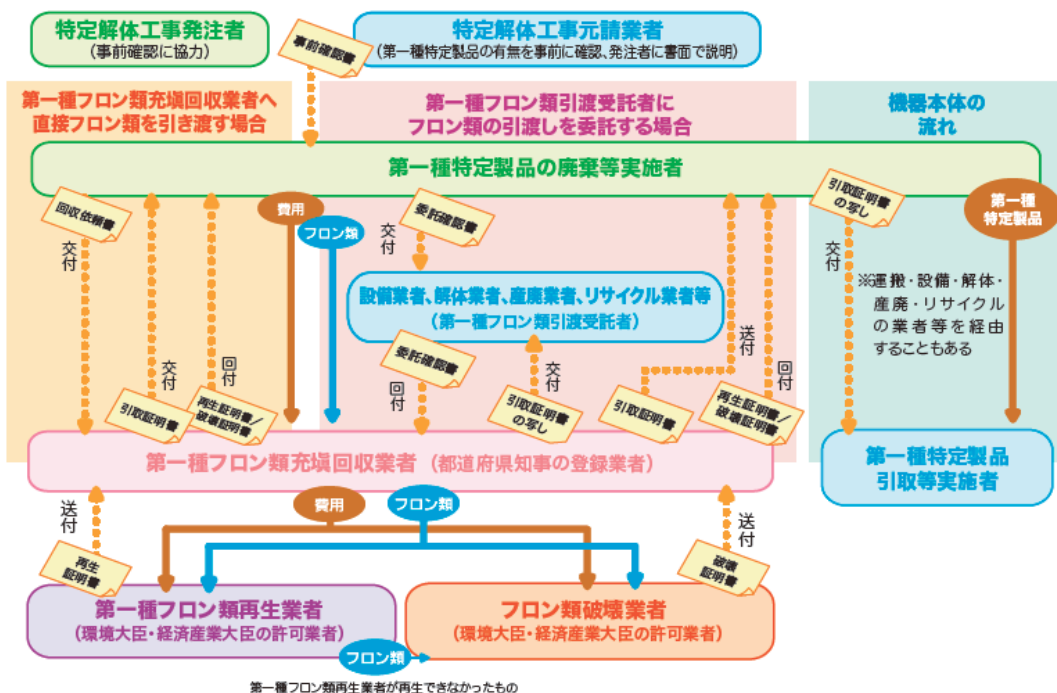 特定解体工事発注者
(事前確認に協力)
特定解体工事元請業者
(第一種特定製品の有無を事前に確認、発注者に書面で説明)
事前確認書
第一種フロン類充塡回収業者へ
直接フロン類を引き渡す場合
第一種フロン類引渡受託者に
フロン類の引渡しを委託する場合
機器本体の
流れ
第一種特定製品の廃棄等実施者
回収依頼書
交付
費用
フロン類
委託確認書
交付
引取証明書
の写し
交付
第一種
特定製品
設備業者、解体業者、産廃業者、リサイクル業者等
(第一種フロン類引渡受託者)
※運搬・設備・解体・
産廃・リサイクル
の業者等を経由
することもある
委託確認書
回付
交付
引取証明書
の写し
送付
引取証明書
回付
再生証明書/
破壊証明書
交付
引取証明書
回付
再生証明書/
破壊証明書
第一種フロン類充塡回収業者(都道府県知事の登録業者)
第一種特定製品
引取等実施者
費用
フロン類
送付
再生
証明書
送付
破壊
証明書
第一種フロン類再生業者
(環境大臣・経済産業大臣の許可業者)
フロン類破壊業者
(環境大臣・経済産業大臣の許可業者)
フロン類
第一種フロン類再生業者が再生できなかったもの